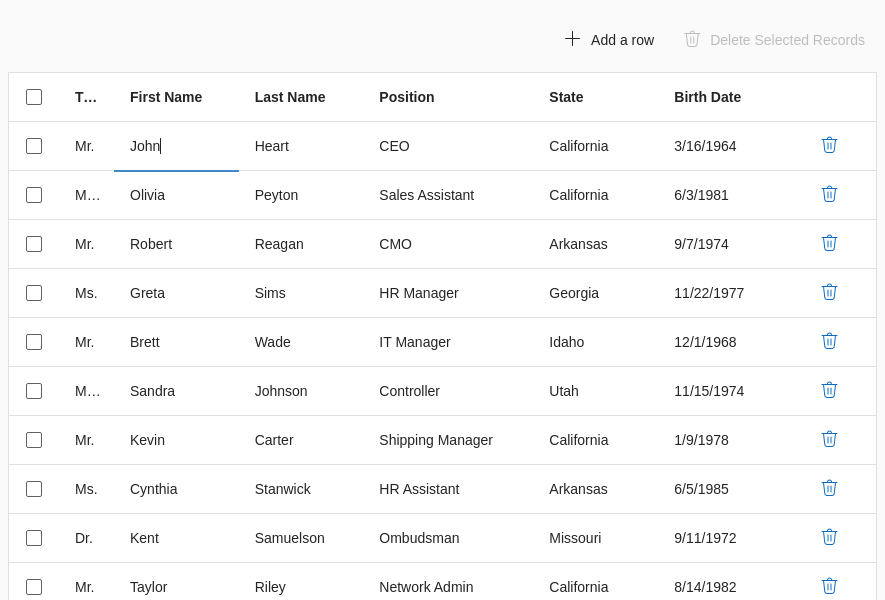 Add a row Delete Selected Records
T... First Name Last Name Position State Birth Date
Mr. John Heart CEO California 3/16/1964
M... Olivia Peyton Sales Assistant California 6/3/1981
Mr. Robert Reagan CMO Arkansas 9/7/1974
Ms. Greta Sims HR Manager Georgia 11/22/1977
Mr. Brett Wade IT Manager Idaho 12/1/1968
M... Sandra Johnson Controller Utah 11/15/1974
Mr. Kevin Carter Shipping Manager California 1/9/1978
Ms. Cynthia Stanwick HR Assistant Arkansas 6/5/1985
Dr. Kent Samuelson Ombudsman Missouri 9/11/1972
Mr. Taylor Riley Network Admin California 8/14/1982